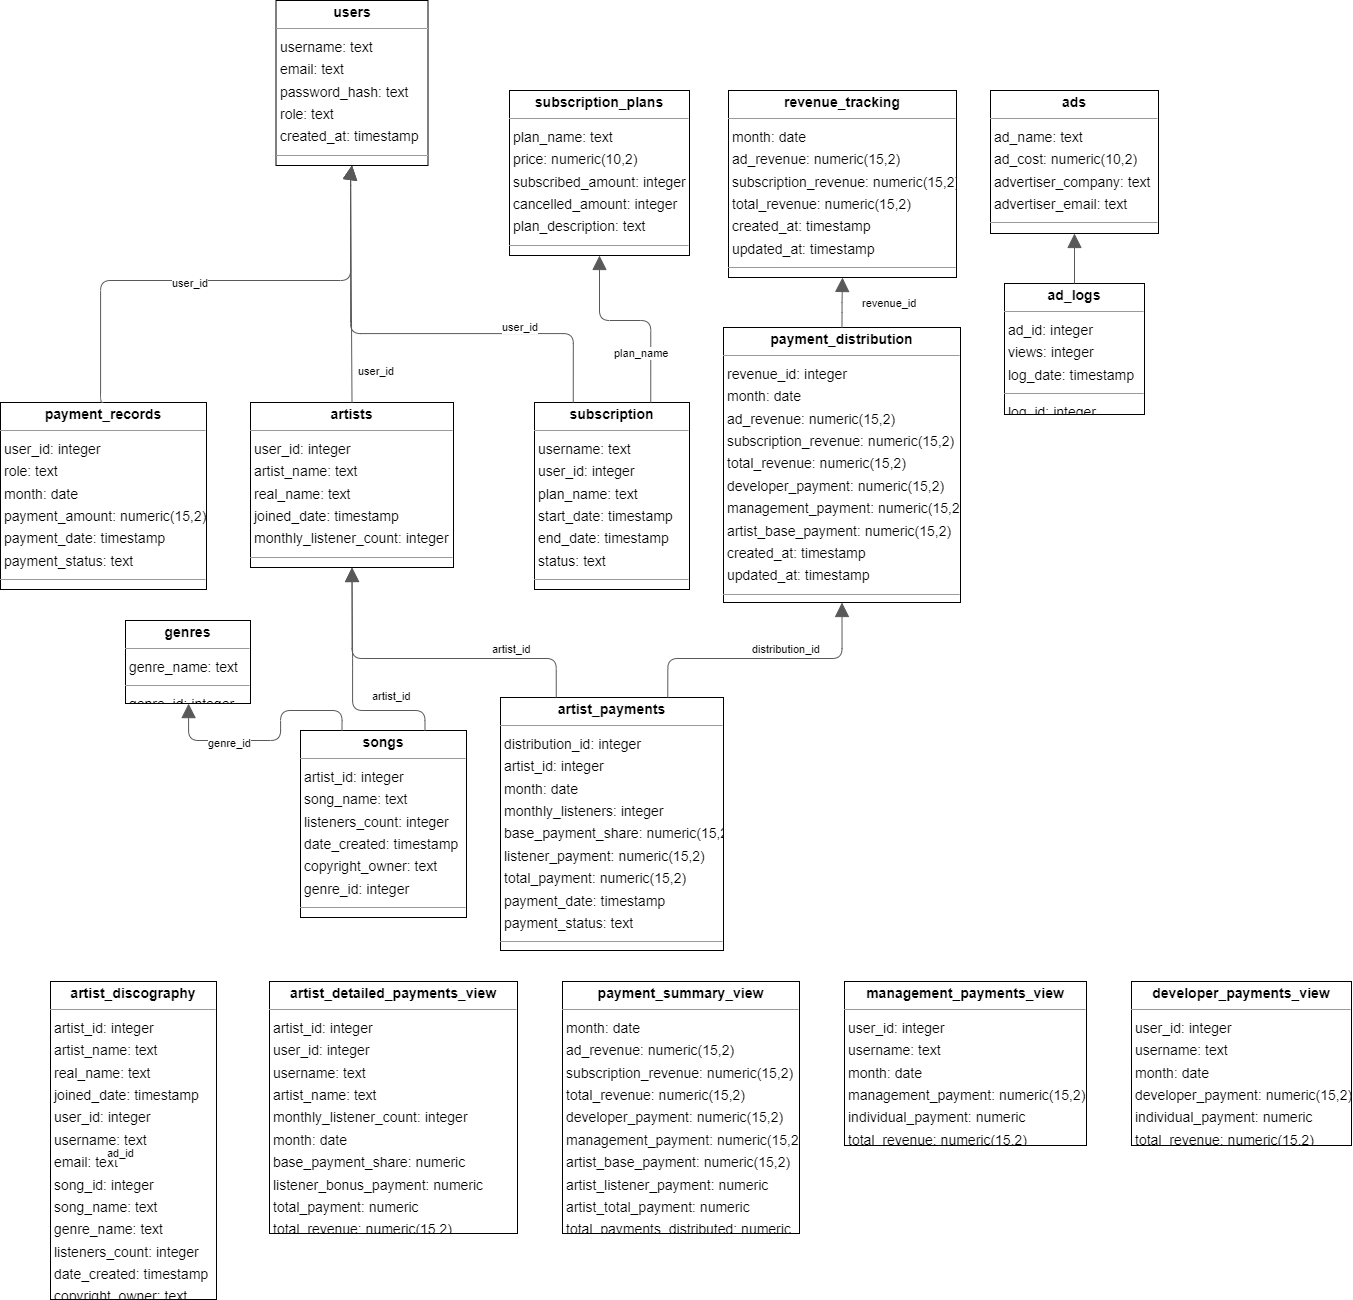 users
username: text
email: text
password_hash: text
role: text
created_at: timestamp
subscription_plans
plan_name: text
price: numeric(10,2)
subscribed_amount: integer
cancelled_amount: integer
plan_description: text
revenue_tracking
month: date
ad_revenue: numeric(15,2)
subscription_revenue: numeric(15,2
total_revenue: numeric(15,2)
created_at: timestamp
updated_at: timestamp
ads
ad_name: text
ad_cost: numeric(10,2)
advertiser_company: text
advertiser_email: text
user_id
user_id
user_id
plan_name
revenue_id
ad_logs
ad_id: integer
views: integer
log_date: timestamp
log_id: integer
payment_records
user_id: integer
role: text
month: date
payment_amount: numeric(15,2)
payment_date: timestamp
payment_status: text
artists
user_id: integer
artist_name: text
real_name: text
joined_date: timestamp
monthly_listener_count: integer
subscription
username: text
user_id: integer
plan_name: text
start_date: timestamp
end_date: timestamp
status: text
payment_distribution
revenue_id: integer
month: date
ad_revenue: numeric(15,2)
subscription_revenue: numeric(15,2)
total_revenue: numeric(15,2)
developer_payment: numeric(15,2)
management_payment: numeric(15,2
artist_base_payment: numeric(15,2)
created_at: timestamp
updated_at: timestamp
genres
genre_name: text
genre_id: integer
genre_id
artist_id
artist_id
distribution_id
songs
artist_id: integer
song_name: text
listeners_count: integer
date_created: timestamp
copyright_owner: text
genre_id: integer
artist_payments
distribution_id: integer
artist_id: integer
month: date
monthly_listeners: integer
base_payment_share: numeric(15,2
listener_payment: numeric(15,2)
total_payment: numeric(15,2)
payment_date: timestamp
payment_status: text
artist_discography
artist_id: integer
artist_name: text
real_name: text
joined_date: timestamp
user_id: integer
username: text
ad_id
email: text
song_id: integer
song_name: text
genre_name: text
listeners_count: integer
date_created: timestamp
copyright_owner: text
artist_detailed_payments_view
artist_id: integer
user_id: integer
username: text
artist_name: text
monthly_listener_count: integer
month: date
base_payment_share: numeric
listener_bonus_payment: numeric
total_payment: numeric
total_revenue: numeric(15,2)
payment_summary_view
month: date
ad_revenue: numeric(15,2)
subscription_revenue: numeric(15,2)
total_revenue: numeric(15,2)
developer_payment: numeric(15,2)
management_payment: numeric(15,2
artist_base_payment: numeric(15,2)
artist_listener_payment: numeric
artist_total_payment: numeric
total_payments_distributed: numeric
management_payments_view
user_id: integer
username: text
month: date
management_payment: numeric(15,2)
individual_payment: numeric
total_revenue: numeric(15,2)
developer_payments_view
user_id: integer
username: text
month: date
developer_payment: numeric(15,2)
individual_payment: numeric
total_revenue: numeric(15,2)